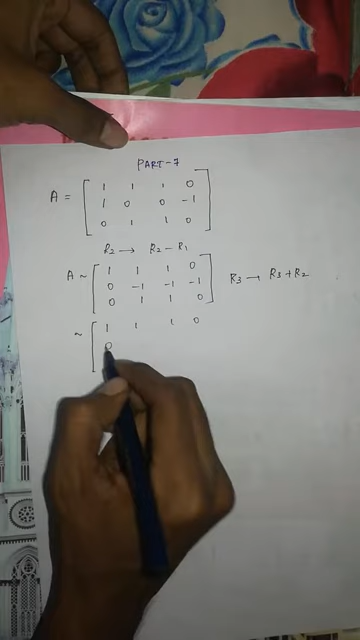 PART-7
1 1 1 0
A = 1 0 0 -1
0 1 1 0
R2 → R2 - R1
1 1 1 0
A ~ 0 -1 -1 -1 R3 → R3 + R2
0 1 1 0
~ 1 1 1 0
0